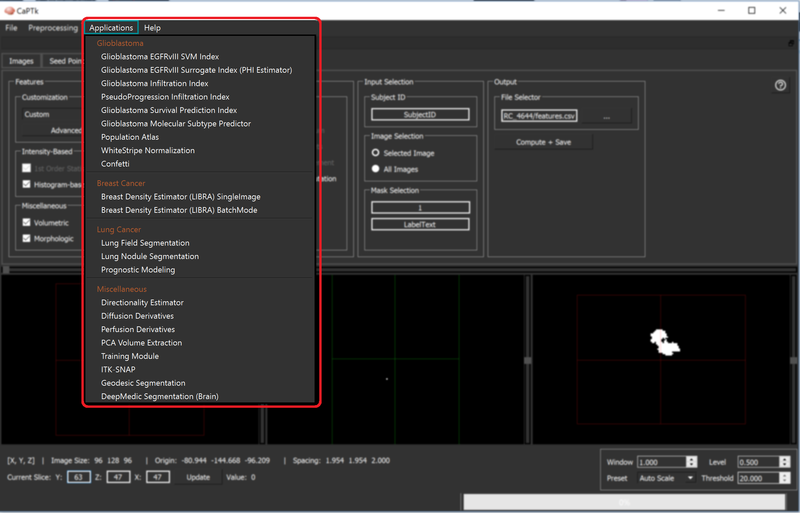 CaPTk
File Preprocessing Applications Help
Images Seed Poin
Glioblastoma
Glioblastoma EGFRvIII SVM Index
Glioblastoma EGFRvIII Surrogate Index (PHI Estimator)
Glioblastoma Infiltration Index
PseudoProgression Infiltration Index
Glioblastoma Survival Prediction Index
Glioblastoma Molecular Subtype Predictor
Population Atlas
WhiteStripe Normalization
Confetti
Breast Cancer
Breast Density Estimator (LIBRA) SingleImage
Breast Density Estimator (LIBRA) BatchMode
Lung Cancer
Lung Field Segmentation
Lung Nodule Segmentation
Prognostic Modeling
Miscellaneous
Directionality Estimator
Diffusion Derivatives
Perfusion Derivatives
PCA Volume Extraction
Training Module
ITK-SNAP
Geodesic Segmentation
DeepMedic Segmentation (Brain)
Features
Customization
Custom
Advanced
Intensity-Based
1st Order Stati
Histogram-bas
Miscellaneous
Volumetric
Morphologic
Input Selection
Subject ID
SubjectID
Image Selection
Selected Image
All Images
Mask Selection
1
LabelText
Output
File Selector
RC_4644/features.csv ...
Compute + Save
[X, Y, Z] | Image Size: 96 128 96 | Origin: -80.944 -144.668 -96.209 | Spacing: 1.954 1.954 2.000
Current Slice: Y: 63 Z: 47 X: 47 Update Value: 0
Window 1.000 Level 0.500
Preset Auto Scale Threshold 20.000
0%